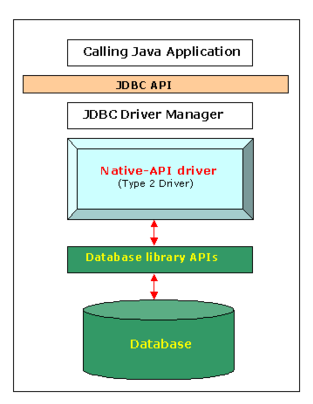 Calling Java Application
JDBC API
JDBC Driver Manager
Native-API driver
(Type 2 Driver)
Database library APIs
Database